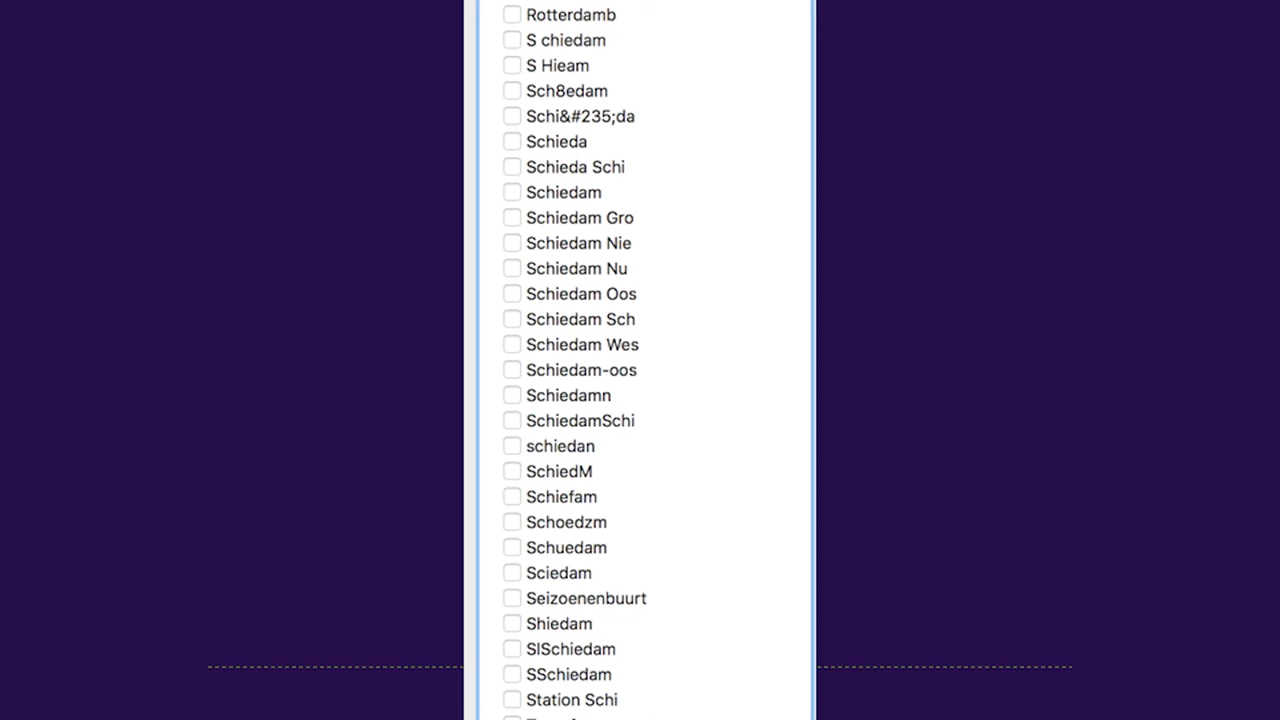 Rotterdamb
S chiedam
S Hieam
Sch8edam
Schi&#235;da
Schieda
Schieda Schi
Schiedam
Schiedam Gro
Schiedam Nie
Schiedam Nu
Schiedam Oos
Schiedam Sch
Schiedam Wes
Schiedam-oos
Schiedamn
SchiedamSchi
schiedan
SchiedM
Schiefam
Schoedzm
Schuedam
Sciedam
Seizoenenbuurt
Shiedam
SlSchiedam
SSchiedam
Station Schi